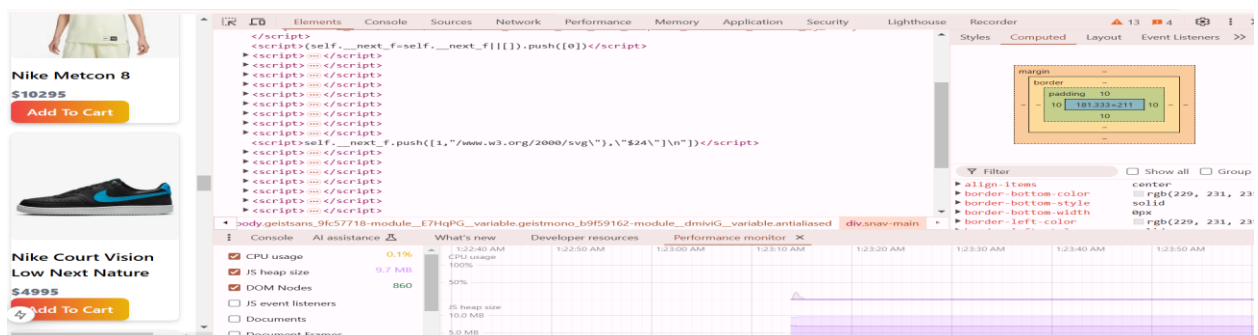 Nike Metcon 8
$10295
Add To Cart
Nike Court Vision
Low Next Nature
$4995
Add To Cart
Elements Console Sources Network Performance Memory Application Security Lighthouse Recorder 13 4
</script>
<script>(self.__next_f=self.__next_f||[]).push([0])</script>
<script> … </script>
<script> … </script>
<script> … </script>
<script> … </script>
<script> … </script>
<script> … </script>
<script> … </script>
<script>self.__next_f.push([1,"/www.w3.org/2000/svg\"},\"$24\"]\n"])</script>
<script> … </script>
<script> … </script>
<script> … </script>
<script> … </script>
<script> … </script>
<script> … </script>
body.geistsans_9fc57718-module__E7HqPG__variable.geistmono_b9f59162-module__dmiviG__variable.antialiased div.snav-main
Styles Computed Layout Event Listeners
margin -
border -
padding 10
- - 10 181.333×211 10 - -
10
-
-
Filter Show all Group
align-items center
border-bottom-color rgb(229, 231, 23
border-bottom-style solid
border-bottom-width 0px
border-left-color rgb(229, 231, 23
Console AI assistance What's new Developer resources Performance monitor
CPU usage 0.1%
JS heap size 9.7 MB
DOM Nodes 860
JS event listeners
Documents
Document Frames
1:22:40 AM 1:22:50 AM 1:23:00 AM 1:23:10 AM 1:23:20 AM 1:23:30 AM 1:23:40 AM 1:23:50 AM
CPU usage
100%
50%
JS heap size
10.0 MB
5.0 MB